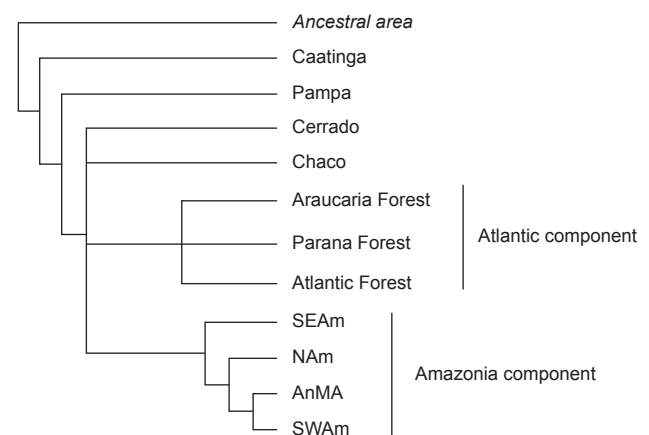 Ancestral area
Caatinga
Pampa
Cerrado
Chaco
Araucaria Forest
Parana Forest
Atlantic Forest
Atlantic component
SEAm
NAm
AnMA
SWAm
Amazonia component